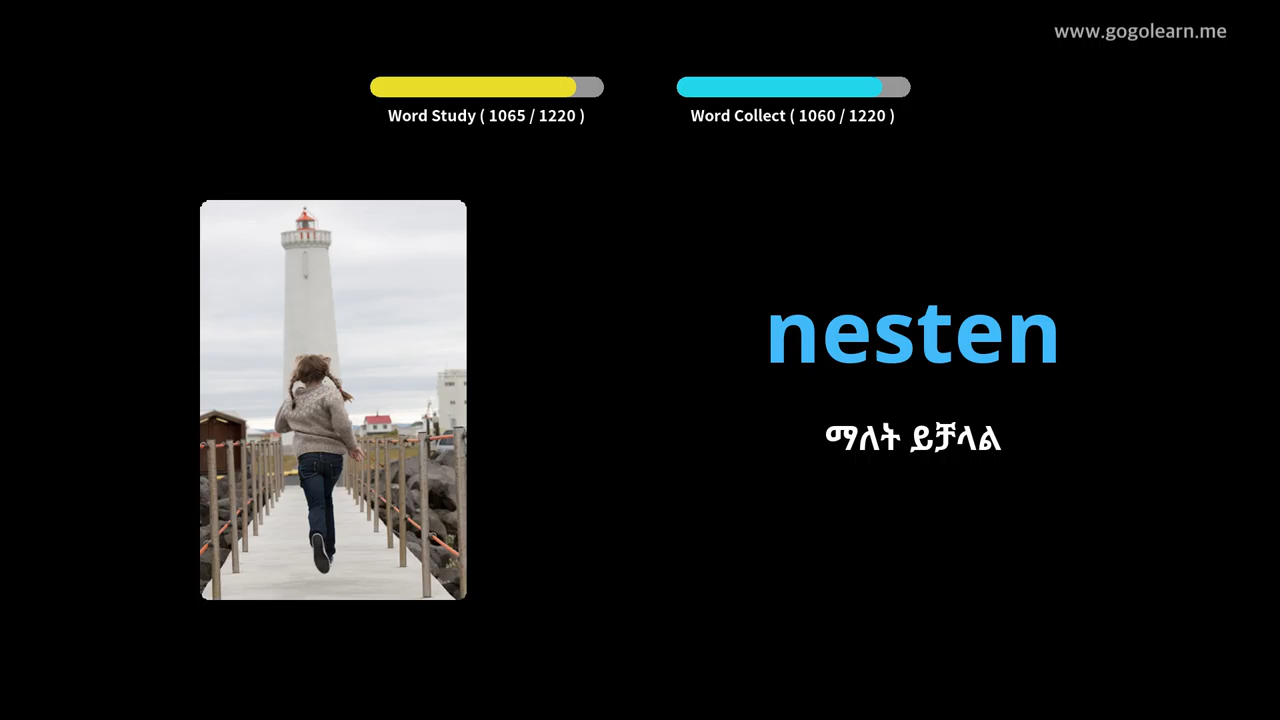 www.gogolearn.me
Word Study ( 1065 / 1220 )
Word Collect ( 1060 / 1220 )
nesten
ማለት ይቻላል